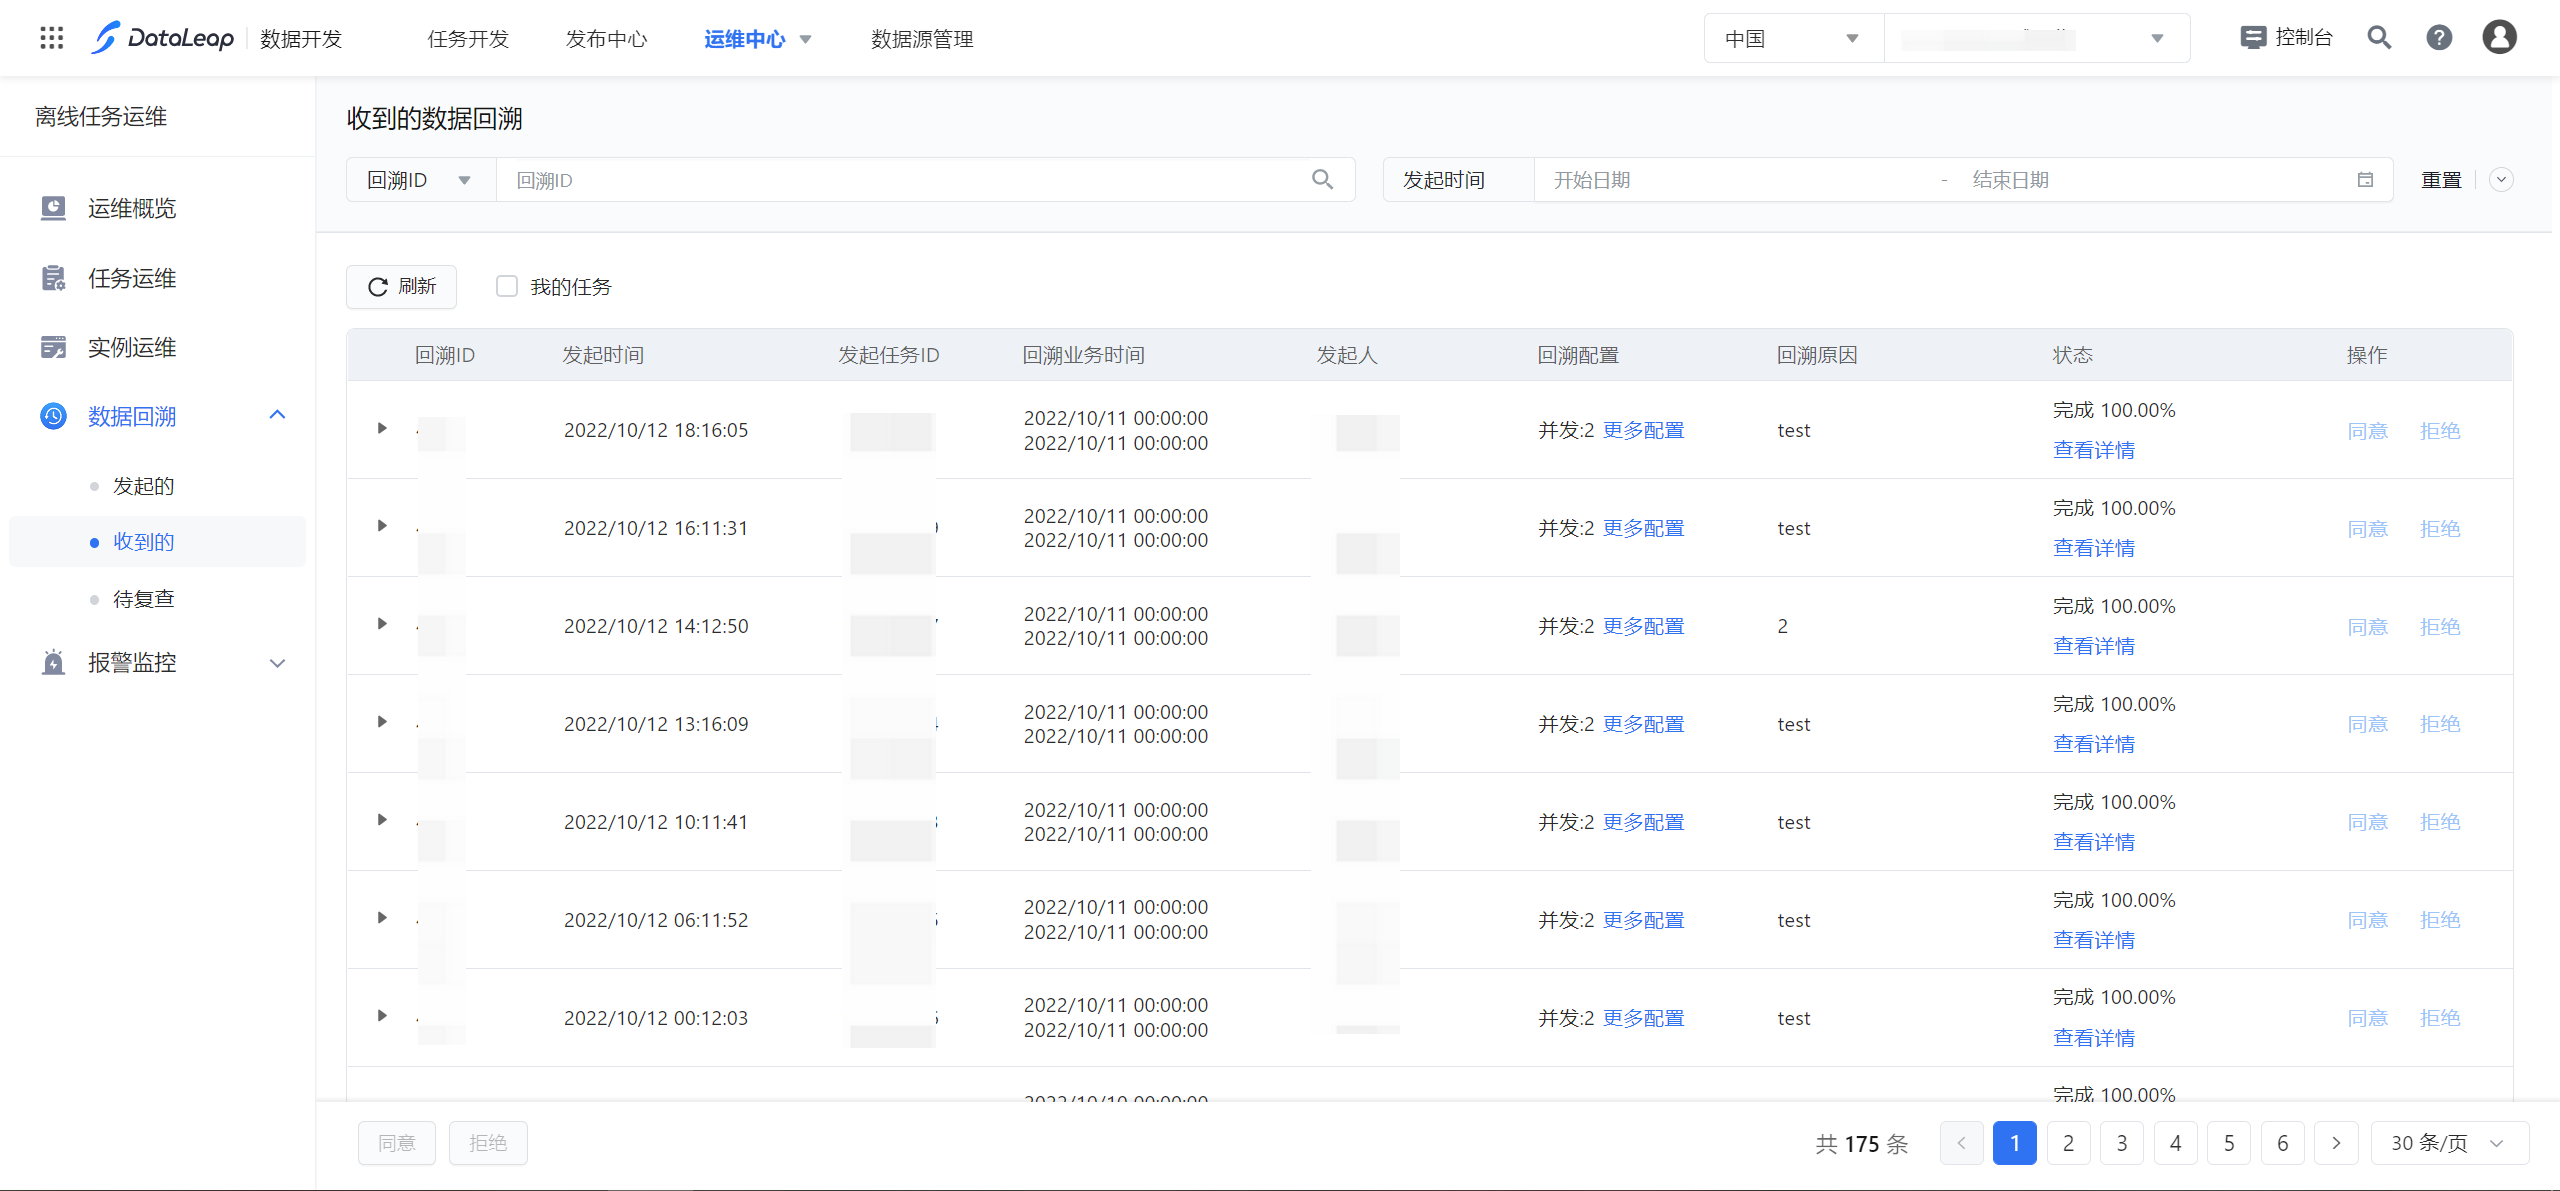 DataLeap 数据开发 任务开发 发布中心 运维中心 数据源管理 中国 控制台
离线任务运维
运维概览
任务运维
实例运维
数据回溯
发起的
收到的
待复查
报警监控
收到的数据回溯
回溯ID 回溯ID 发起时间 开始日期 - 结束日期 重置
刷新 我的任务
回溯ID 发起时间 发起任务ID 回溯业务时间 发起人 回溯配置 回溯原因 状态 操作
2022/10/12 18:16:05 2022/10/11 00:00:00 并发:2 更多配置 test 完成 100.00% 同意 拒绝
2022/10/11 00:00:00 查看详情
2022/10/12 16:11:31 2022/10/11 00:00:00 并发:2 更多配置 test 完成 100.00% 同意 拒绝
2022/10/11 00:00:00 查看详情
2022/10/12 14:12:50 2022/10/11 00:00:00 并发:2 更多配置 2 完成 100.00% 同意 拒绝
2022/10/11 00:00:00 查看详情
2022/10/12 13:16:09 2022/10/11 00:00:00 并发:2 更多配置 test 完成 100.00% 同意 拒绝
2022/10/11 00:00:00 查看详情
2022/10/12 10:11:41 2022/10/11 00:00:00 并发:2 更多配置 test 完成 100.00% 同意 拒绝
2022/10/11 00:00:00 查看详情
2022/10/12 06:11:52 2022/10/11 00:00:00 并发:2 更多配置 test 完成 100.00% 同意 拒绝
2022/10/11 00:00:00 查看详情
2022/10/12 00:12:03 2022/10/11 00:00:00 并发:2 更多配置 test 完成 100.00% 同意 拒绝
2022/10/11 00:00:00 查看详情
2022/10/10 00:00:00 完成 100.00%
同意 拒绝 共 175 条 1 2 3 4 5 6 30 条/页